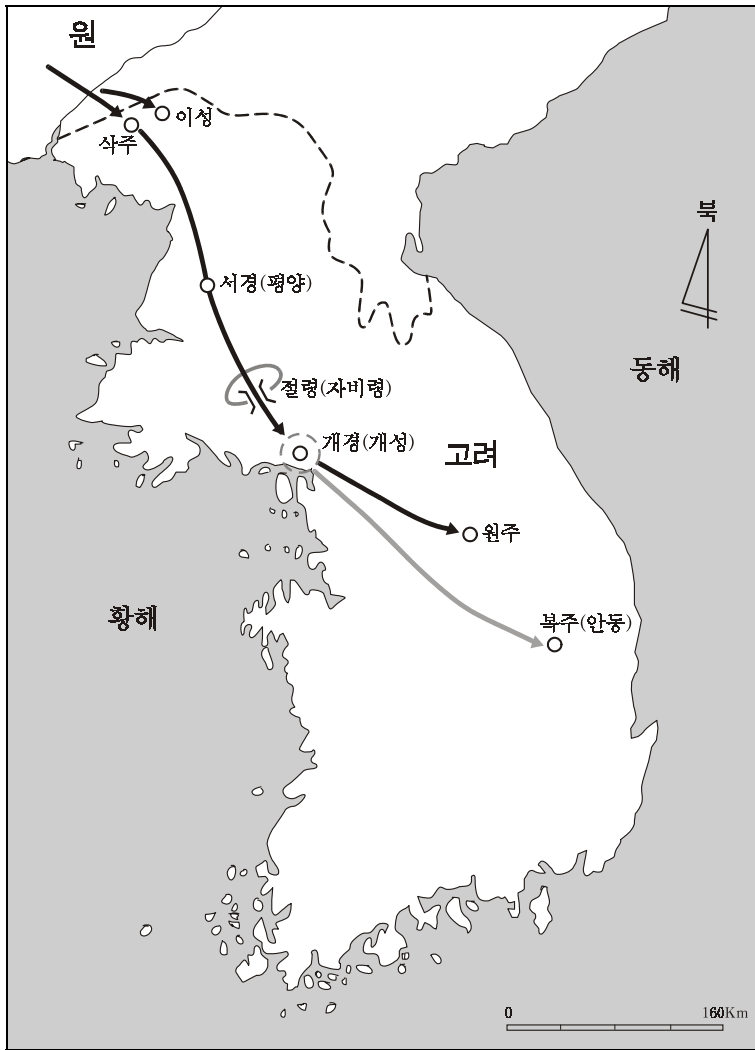 원
이성
삭주
북
서경(평양)
동해
절령(자비령)
개경(개성)
고려
원주
황해
복주(안동)
0
160Km